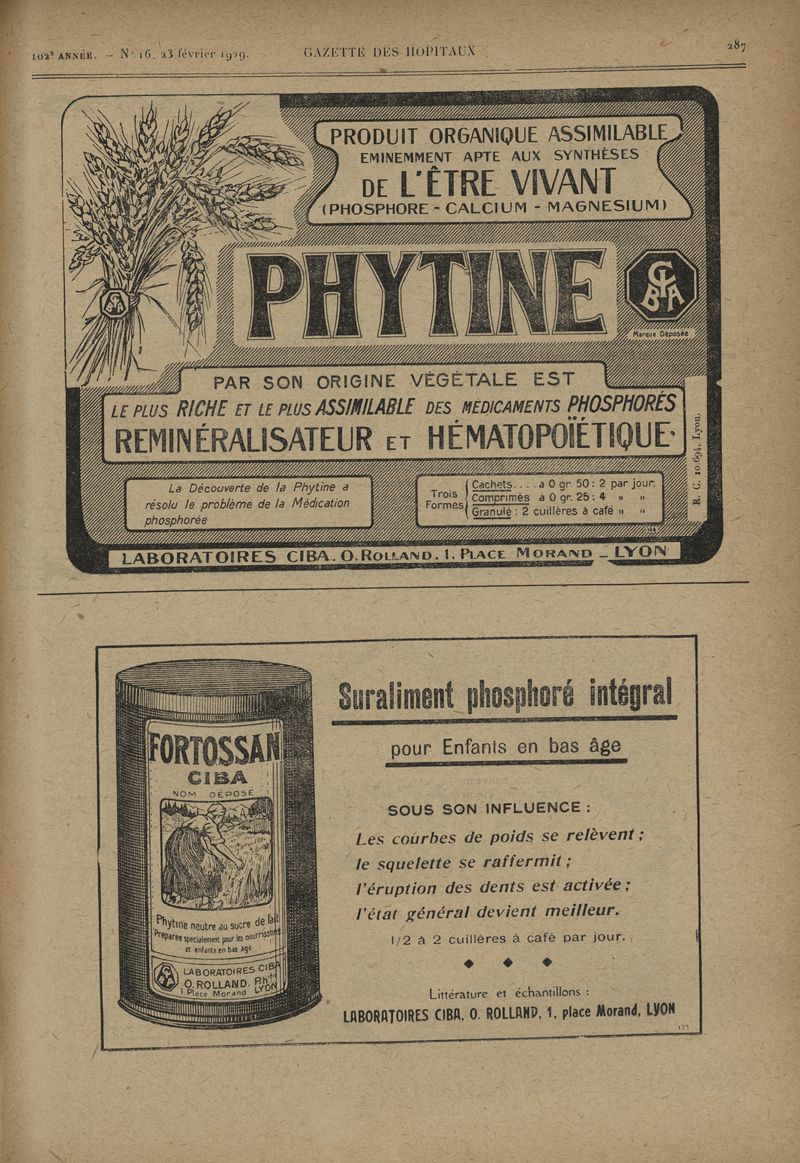 102e ANNÉE. — No 16, 23 février 1929.
GAZETTE DES HOPITAUX
287
PRODUIT ORGANIQUE ASSIMILABLE
EMINEMMENT APTE AUX SYNTHÈSES
DE L'ÊTRE VIVANT
(PHOSPHORE - CALCIUM - MAGNESIUM)
PHYTINE
CIBA
CIBA
Marque Déposée
PAR SON ORIGINE VÉGÉTALE EST
LE PLUS RICHE ET LE PLUS ASSIMILABLE DES MÉDICAMENTS PHOSPHORÉS
REMINÉRALISATEUR ET HÉMATOPOÏÉTIQUE
La Découverte de la Phytine a
résolu le problème de la Médication
phosphorée
Trois
Formes
Cachets.... à 0 gr. 50 : 2 par jour.
Comprimés à 0 gr. 25 : 4 » »
Granulé : 2 cuillères à café » »
R. C. 10.694, Lyon.
LABORATOIRES CIBA. O. ROLLAND. 1, PLACE MORAND _ LYON
FORTOSSAN
CIBA
NOM DÉPOSÉ
Phytine neutre au sucre de lait
Préparée spécialement pour les nourrissons
et enfants en bas âge
CIBA
LABORATOIRES CIBA
O. ROLLAND. Phien
1 Place Morand LYON
Suraliment phosphoré intégral
pour Enfants en bas âge
SOUS SON INFLUENCE :
Les courbes de poids se relèvent ;
le squelette se raffermit ;
l'éruption des dents est activée ;
l'état général devient meilleur.
1/2 à 2 cuillères à café par jour.
Littérature et échantillons :
LABORATOIRES CIBA, O. ROLLAND, 1, place Morand, LYON
173